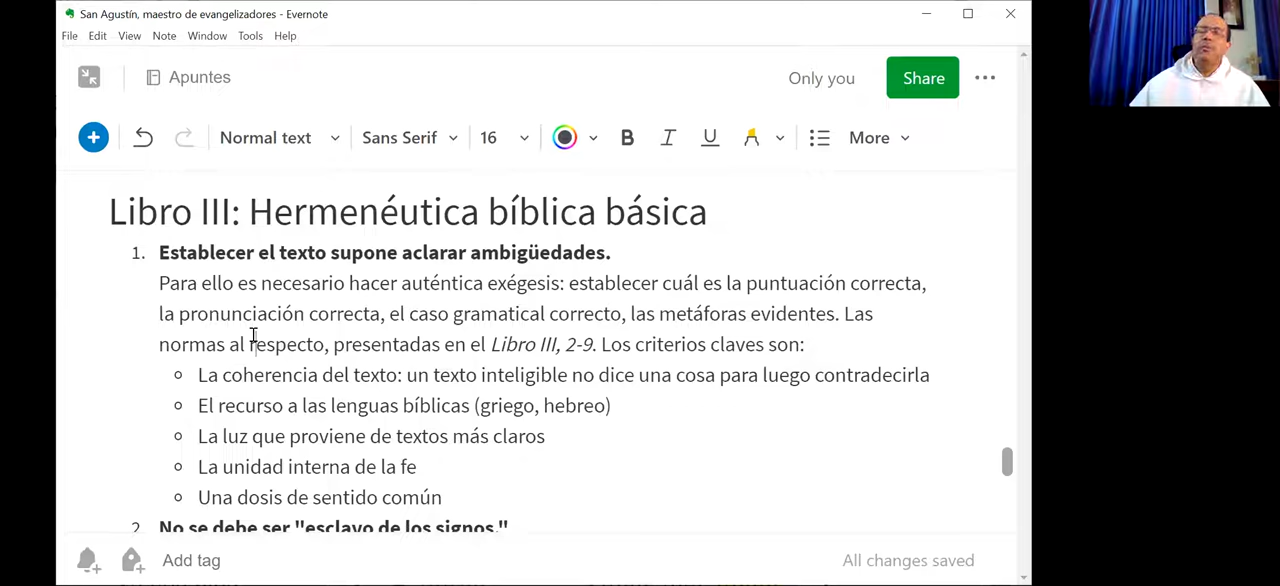 San Agustín, maestro de evangelizadores - Evernote
File Edit View Note Window Tools Help
Apuntes Only you Share
Normal text Sans Serif 16 B I U More
Libro III: Hermenéutica bíblica básica
1. Establecer el texto supone aclarar ambigüedades.
Para ello es necesario hacer auténtica exégesis: establecer cuál es la puntuación correcta,
la pronunciación correcta, el caso gramatical correcto, las metáforas evidentes. Las
normas al respecto, presentadas en el Libro III, 2-9. Los criterios claves son:
La coherencia del texto: un texto inteligible no dice una cosa para luego contradecirla
El recurso a las lenguas bíblicas (griego, hebreo)
La luz que proviene de textos más claros
La unidad interna de la fe
Una dosis de sentido común
2. No se debe ser "esclavo de los signos."
Add tag All changes saved